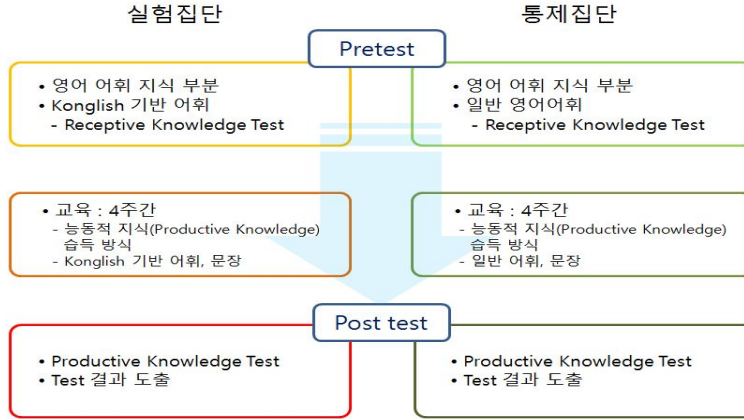 실험집단
통제집단
Pretest
• 영어 어휘 지식 부분
• Konglish 기반 어휘
- Receptive Knowledge Test
• 영어 어휘 지식 부분
• 일반 영어어휘
- Receptive Knowledge Test
• 교육 : 4주간
- 능동적 지식(Productive Knowledge)
습득 방식
- Konglish 기반 어휘, 문장
• 교육 : 4주간
- 능동적 지식(Productive Knowledge)
습득 방식
- 일반 어휘, 문장
Post test
• Productive Knowledge Test
• Test 결과 도출
• Productive Knowledge Test
• Test 결과 도출